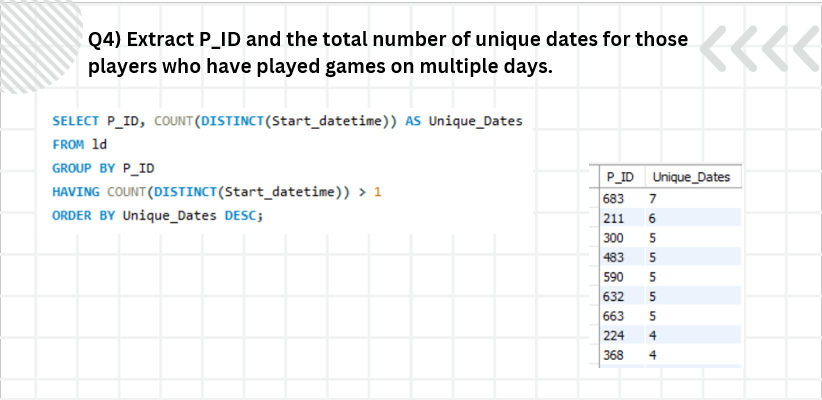 Q4) Extract P_ID and the total number of unique dates for those
players who have played games on multiple days.
SELECT P_ID, COUNT(DISTINCT(Start_datetime)) AS Unique_Dates
FROM ld
GROUP BY P_ID
HAVING COUNT(DISTINCT(Start_datetime)) > 1
ORDER BY Unique_Dates DESC;
P_ID Unique_Dates
683 7
211 6
300 5
483 5
590 5
632 5
663 5
224 4
368 4